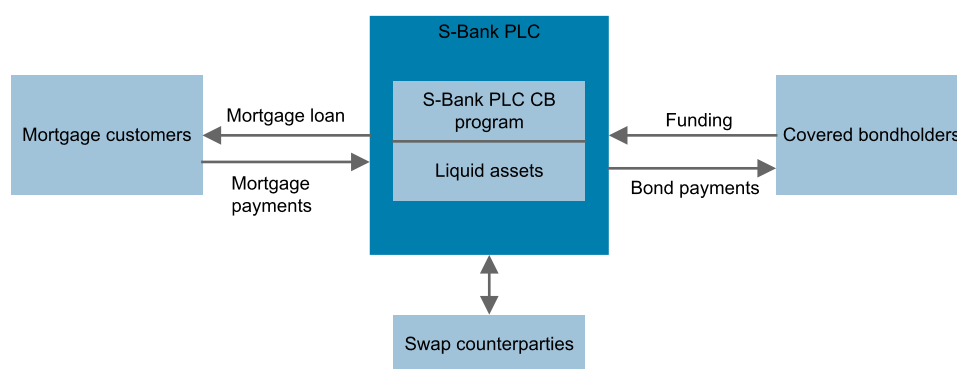 S-Bank PLC
S-Bank PLC CB
program
Liquid assets
Mortgage customers
Mortgage loan
Mortgage
payments
Funding
Bond payments
Covered bondholders
Swap counterparties